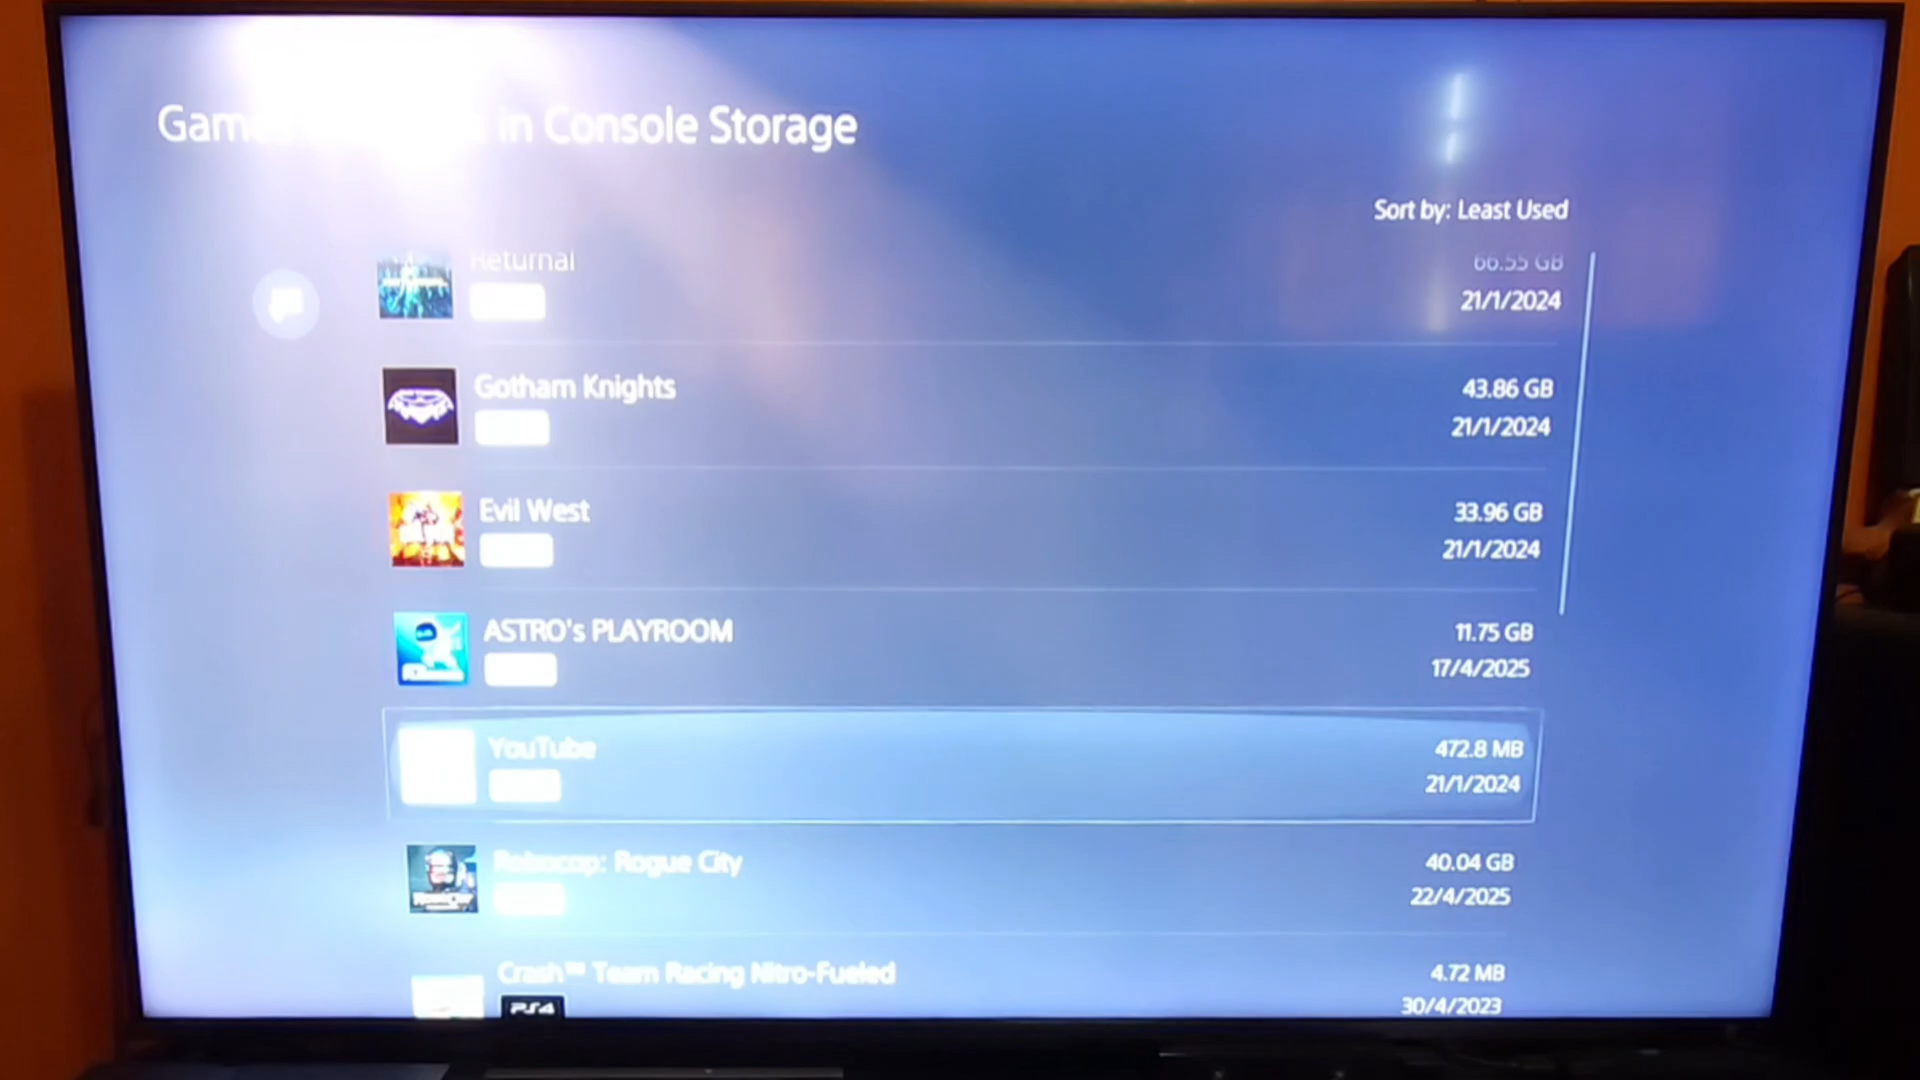 in Console Storage
Sort by: Least Used
Returnal
66.55 GB
21/1/2024
Gotham Knights
43.86 GB
21/1/2024
Evil West
33.96 GB
21/1/2024
ASTRO's PLAYROOM
11.75 GB
17/4/2025
YouTube
472.8 MB
21/1/2024
Robocop: Rogue City
40.04 GB
22/4/2025
Crash™ Team Racing Nitro-Fueled
4.72 MB
PS4
30/4/2023